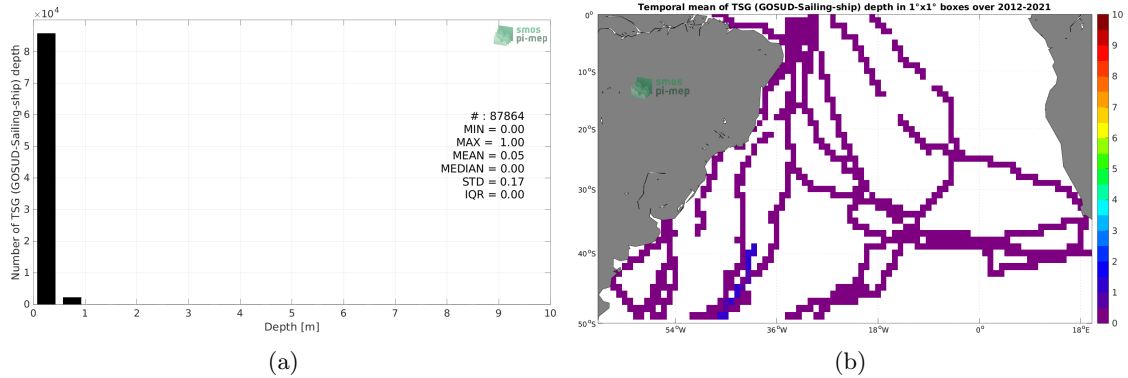 ×10⁴
smos
pi-mep
8
7
6
5
4
3
2
1
0
Number of TSG (GOSUD-Sailing-ship) depth
# : 87864
MIN = 0.00
MAX = 1.00
MEAN = 0.05
MEDIAN = 0.00
STD = 0.17
IQR = 0.00
0 1 2 3 4 5 6 7 8 9 10
Depth [m]
(a)
Temporal mean of TSG (GOSUD-Sailing-ship) depth in 1°x1° boxes over 2012-2021
smos
pi-mep
0°
10°S
20°S
30°S
40°S
50°S
54°W 36°W 18°W 0° 18°E
10
9
8
7
6
5
4
3
2
1
0
(b)